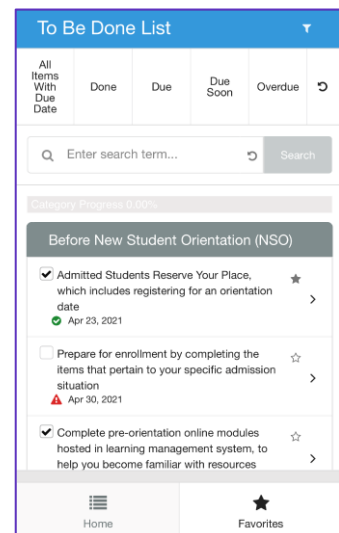 To Be Done List
All
Items
With
Due
Date
Done
Due
Due
Soon
Overdue
Enter search term...
Search
Category Progress 0.00%
Before New Student Orientation (NSO)
Admitted Students Reserve Your Place,
which includes registering for an orientation
date
Apr 23, 2021
Prepare for enrollment by completing the
items that pertain to your specific admission
situation
Apr 30, 2021
Complete pre-orientation online modules
hosted in learning management system, to
help you become familiar with resources
Home
Favorites